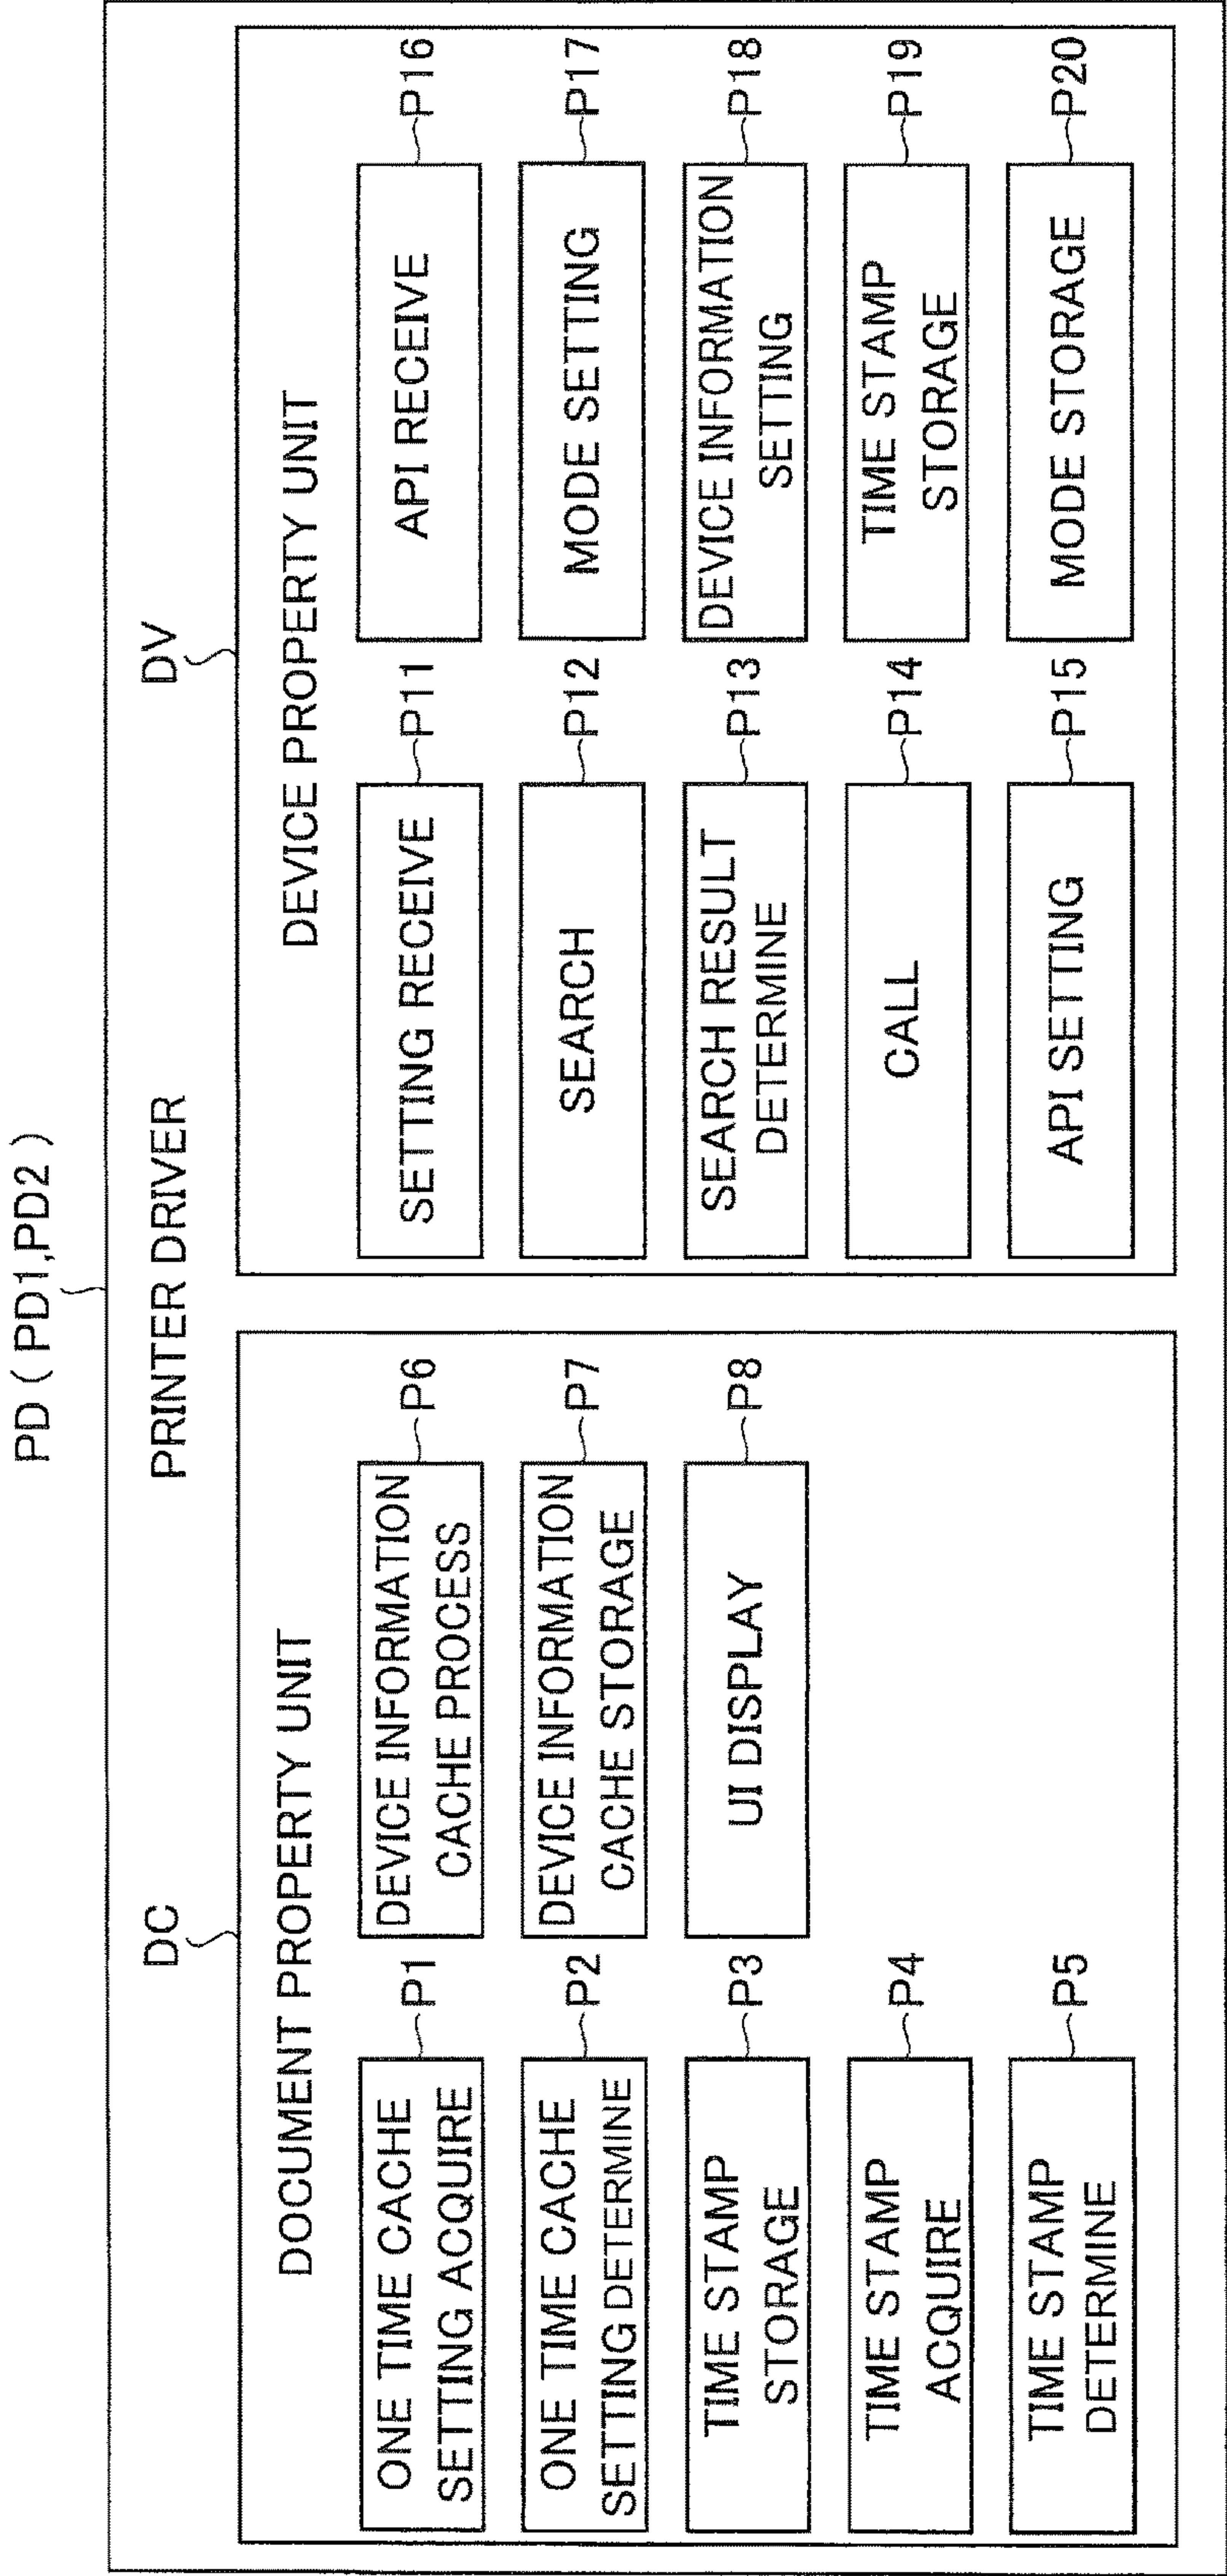 PD ( PD1,PD2 )
PRINTER DRIVER
DC
DOCUMENT PROPERTY UNIT
ONE TIME CACHE
SETTING ACQUIRE
P1
ONE TIME CACHE
SETTING DETERMINE
P2
TIME STAMP
STORAGE
P3
TIME STAMP
ACQUIRE
P4
TIME STAMP
DETERMINE
P5
DEVICE INFORMATION
CACHE PROCESS
P6
DEVICE INFORMATION
CACHE STORAGE
P7
UI DISPLAY
P8
DV
DEVICE PROPERTY UNIT
SETTING RECEIVE
P11
SEARCH
P12
SEARCH RESULT
DETERMINE
P13
CALL
P14
API SETTING
P15
API RECEIVE
P16
MODE SETTING
P17
DEVICE INFORMATION
SETTING
P18
TIME STAMP
STORAGE
P19
MODE STORAGE
P20